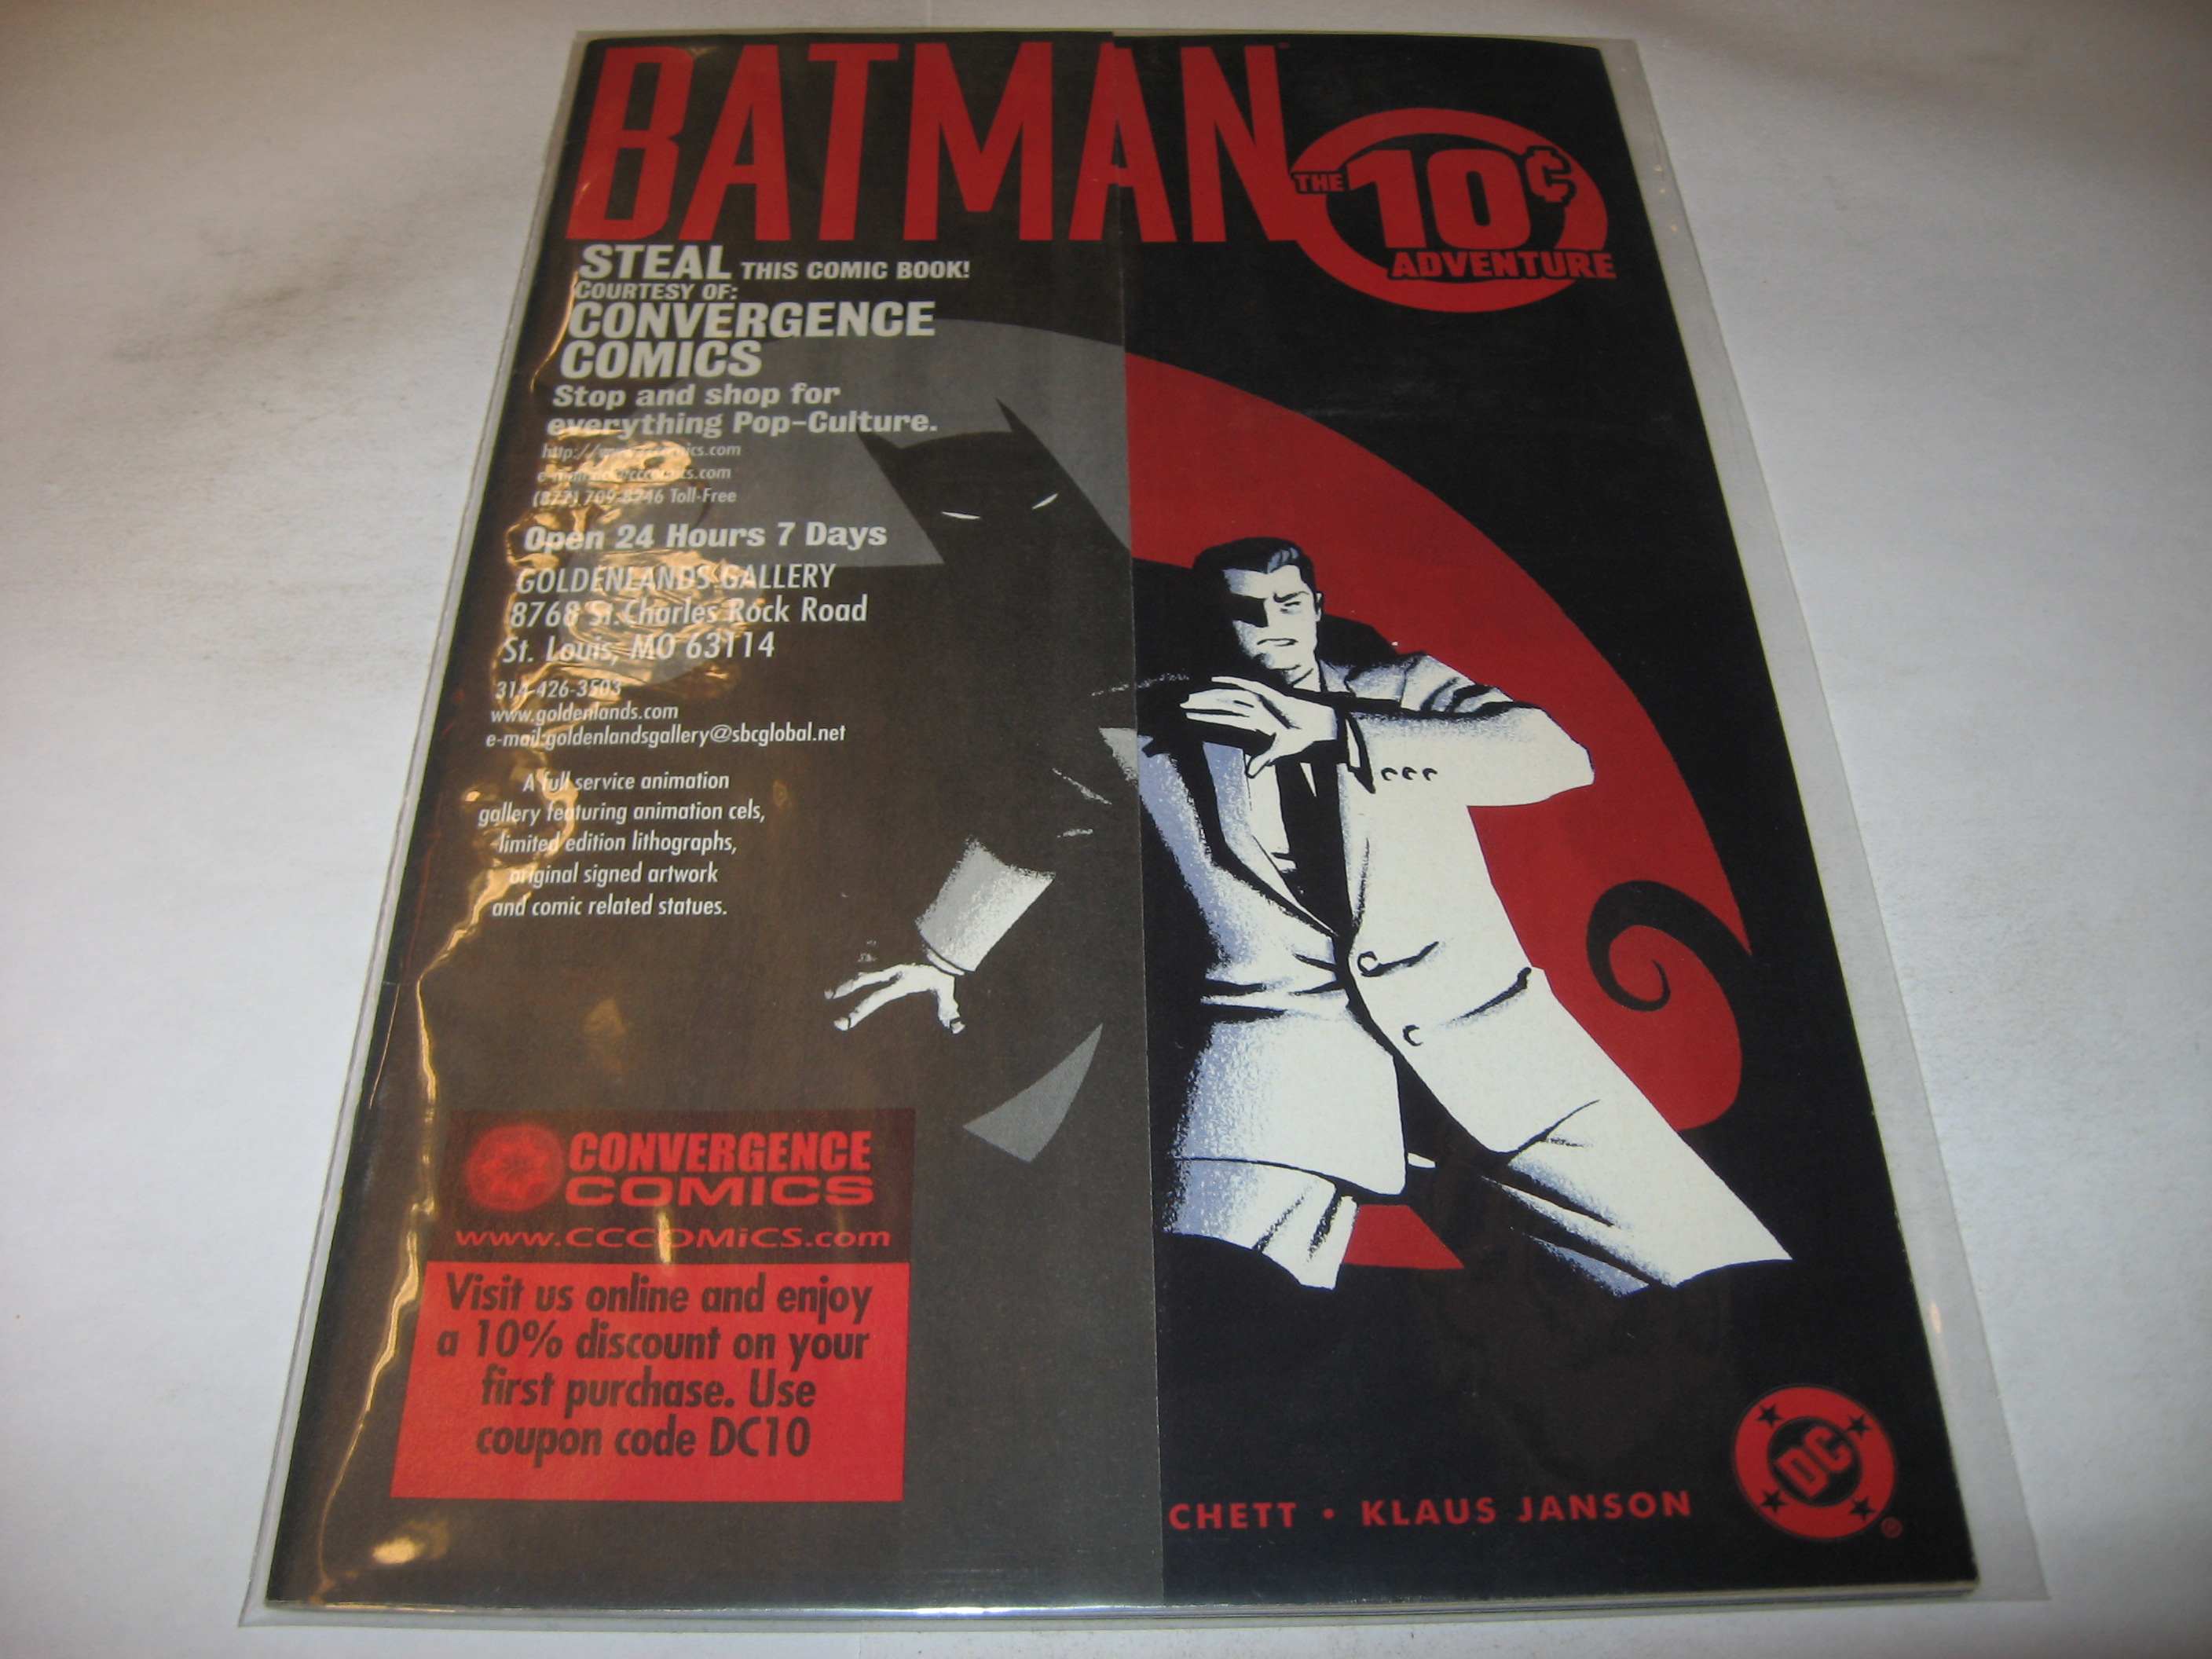 BATMAN
THE 10¢
ADVENTURE
STEAL THIS COMIC BOOK!
COURTESY OF:
CONVERGENCE
COMICS
Stop and shop for
everything Pop-Culture.
Toll-Free
Open 24 Hours 7 Days
GOLDENLANDS GALLERY
8768 St. Charles Rock Road
St. Louis, MO 63114
314-426-3503
www.goldenlands.com
e-mail:goldenlandsgallery@sbcglobal.net
A full service animation
gallery featuring animation cels,
limited edition lithographs,
original signed artwork
and comic related statues.
CONVERGENCE
COMICS
www.CCCOMiCS.com
Visit us online and enjoy
a 10% discount on your
first purchase. Use
coupon code DC10
CHETT • KLAUS JANSON
DC